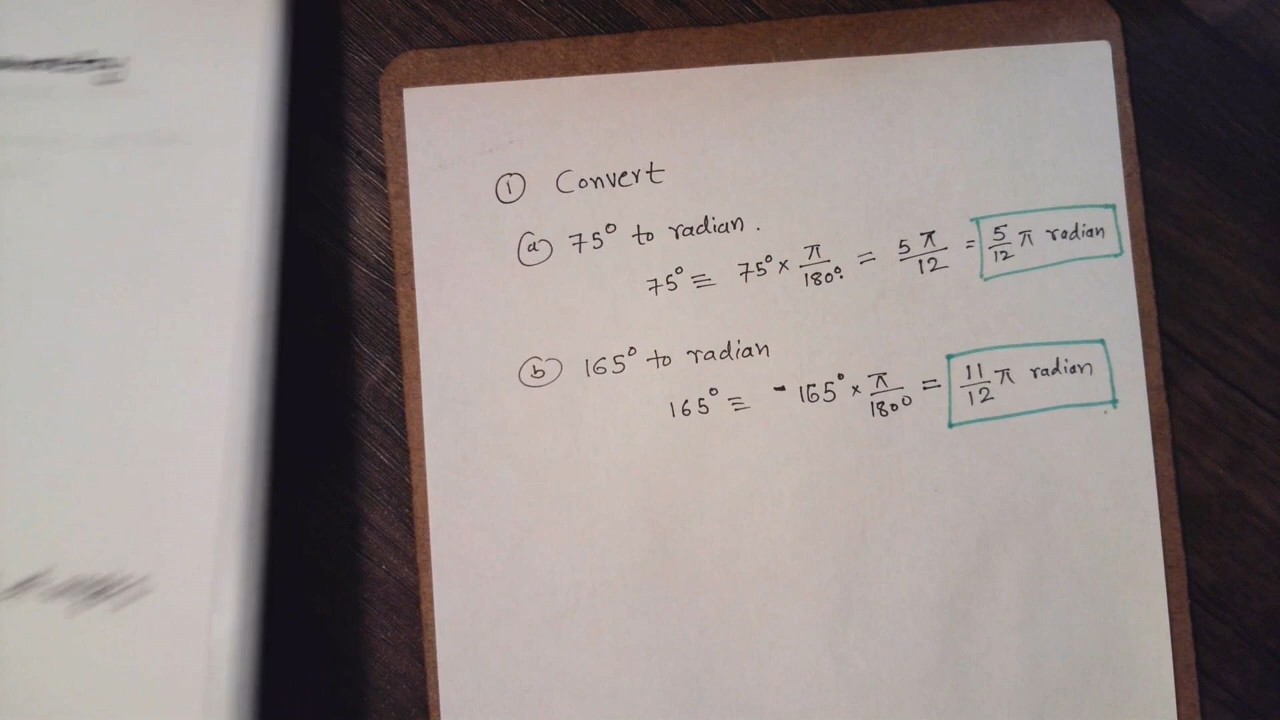 ① Convert
ⓐ 75° to radian.
75° ≡ 75° × π/180° = 5π/12 = 5/12 π radian
ⓑ 165° to radian
165° ≡ - 165° × π/180° = 11/12 π radian